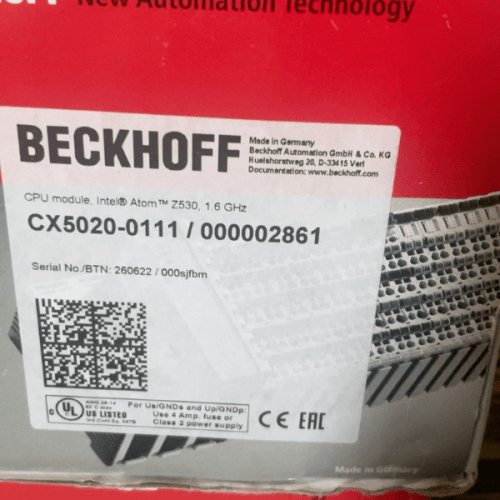 New Automation Technology
BECKHOFF
Made in Germany
Beckhoff Automation GmbH & Co. KG
Huelshorstweg 20, D-33415 Verl
Documentation: www.beckhoff.com
CPU module, Intel® Atom™ Z530, 1.6 GHz
CX5020-0111 / 000002861
Serial No./BTN: 260622 / 000sjfbm
c UL US LISTED
For Us/GNDs and Up/GNDp:
Use 4 Amp. fuse or
Class 2 power supply
CE EAC
Made in Germany